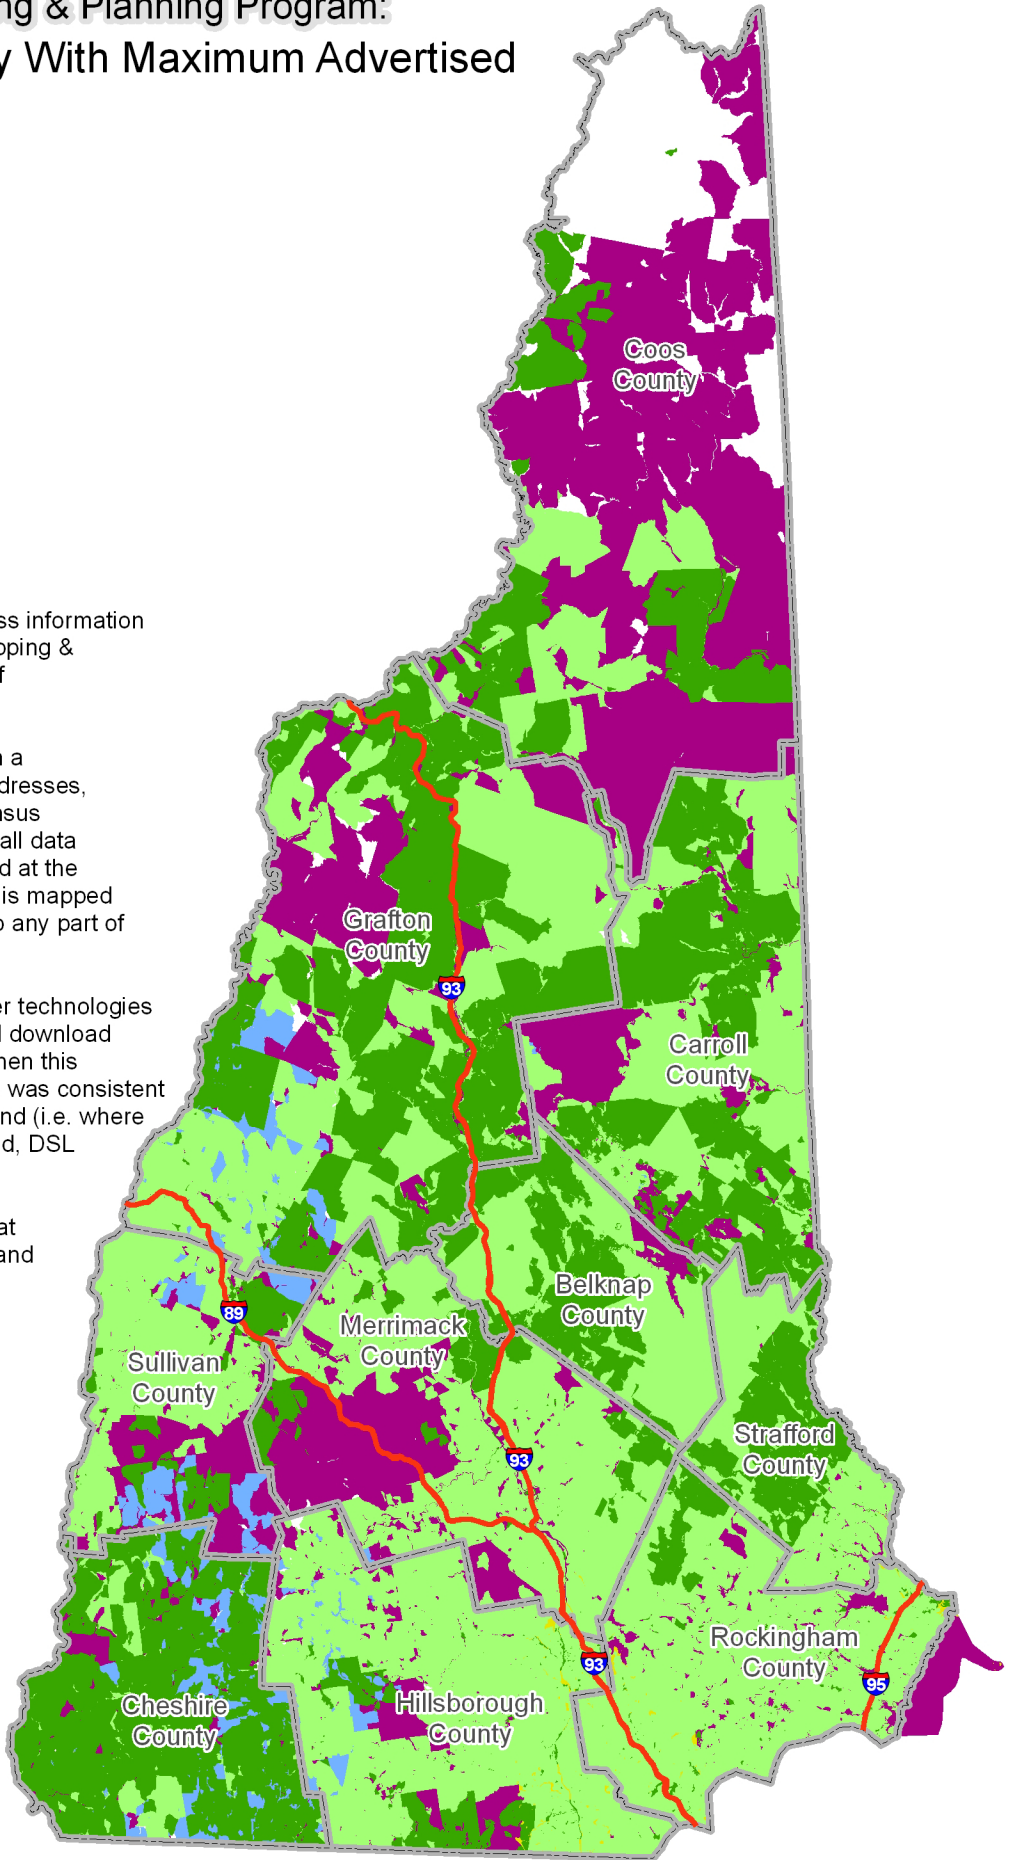 ng & Planning Program:
y With Maximum Advertised
Coos
County
ss information
pping &
f
n a
dresses,
nsus
all data
d at the
is mapped
o any part of
Grafton
County
93
er technologies
d download
hen this
was consistent
nd (i.e. where
d, DSL
Carroll
County
at
and
Belknap
County
89
Merrimack
County
Sullivan
County
Strafford
County
93
Rockingham
County
93
95
Cheshire
County
Hillsborough
County